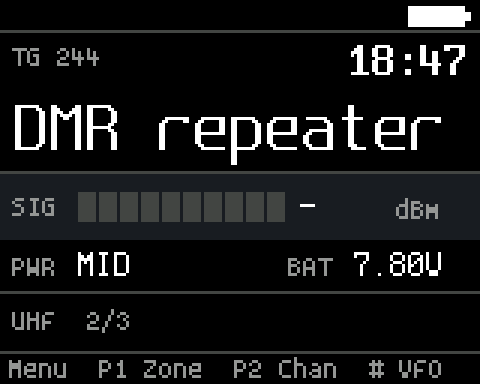 TG 244 18:47
DMR repeater
SIG - dBm
PWR MID BAT 7.80V
UHF 2/3
Menu P1 Zone P2 Chan # VFO